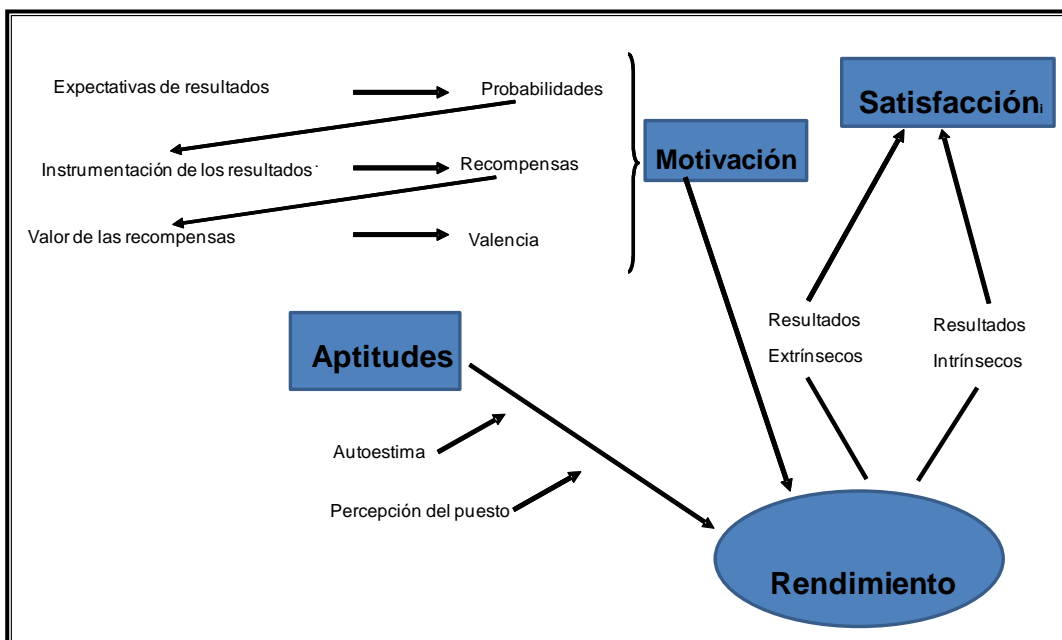 Expectativas de resultados
Probabilidades
Satisfaccióni
Instrumentación de los resultados
Recompensas
Motivación
Valor de las recompensas
Valencia
Resultados
Extrínsecos
Resultados
Intrínsecos
Aptitudes
Autoestima
Percepción del puesto
Rendimiento